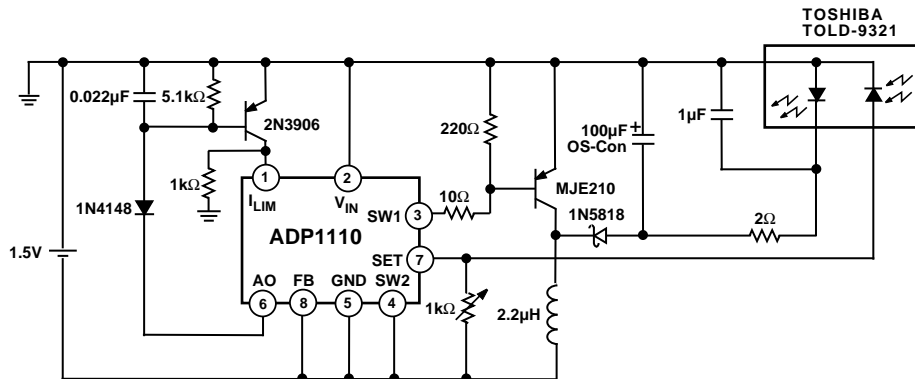 TOSHIBA
TOLD-9321
0.022µF
5.1kΩ
2N3906
220Ω
100µF
+
OS-Con
1µF
1kΩ
1
ILIM
2
VIN
SW1
3
10Ω
MJE210
1N4148
1N5818
2Ω
ADP1110
1.5V
SET
7
AO
FB
GND
SW2
6
8
5
4
1kΩ
2.2µH